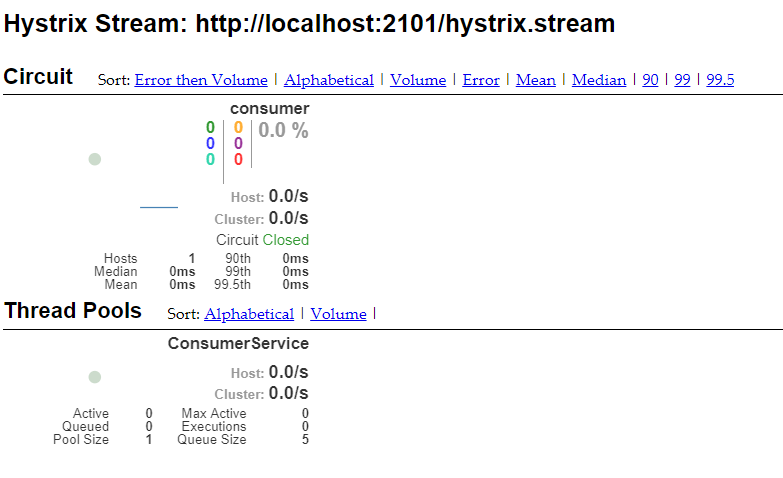 Hystrix Stream: http://localhost:2101/hystrix.stream
Circuit Sort: Error then Volume | Alphabetical | Volume | Error | Mean | Median | 90 | 99 | 99.5
consumer
0 0 0.0 %
0 0
0 0
Host: 0.0/s
Cluster: 0.0/s
Circuit Closed
Hosts 1 90th 0ms
Median 0ms 99th 0ms
Mean 0ms 99.5th 0ms
Thread Pools Sort: Alphabetical | Volume |
ConsumerService
Host: 0.0/s
Cluster: 0.0/s
Active 0 Max Active 0
Queued 0 Executions 0
Pool Size 1 Queue Size 5